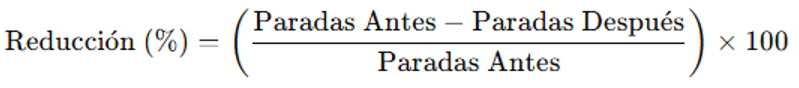 Reducción (%) = ( Paradas Antes − Paradas Después / Paradas Antes ) × 100